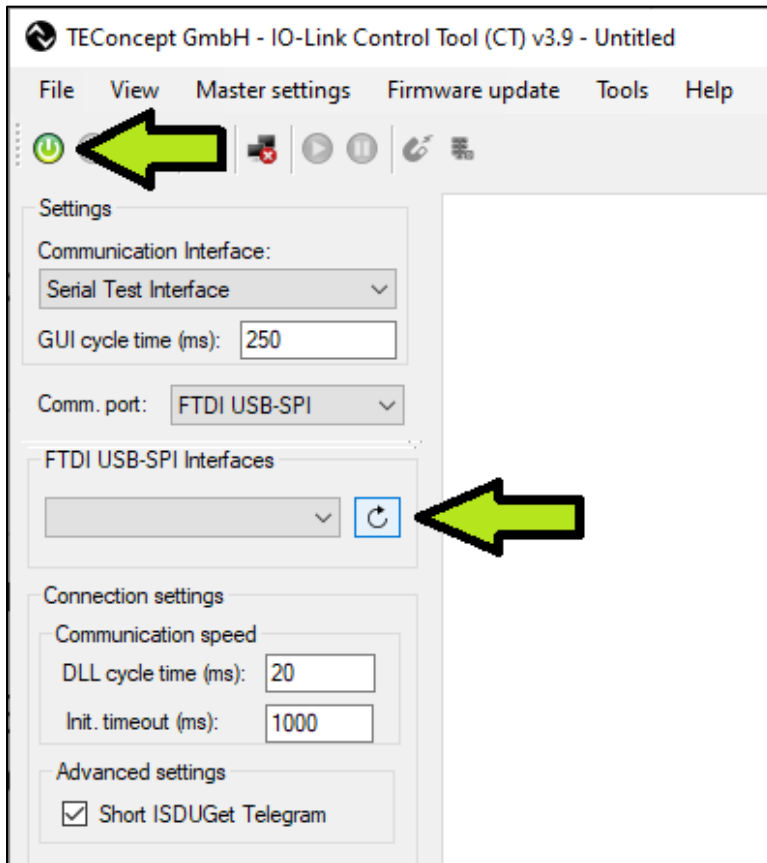 TEConcept GmbH - IO-Link Control Tool (CT) v3.9 - Untitled
File View Master settings Firmware update Tools Help
Settings
Communication Interface:
Serial Test Interface
GUI cycle time (ms): 250
Comm. port: FTDI USB-SPI
FTDI USB-SPI Interfaces
Connection settings
Communication speed
DLL cycle time (ms): 20
Init. timeout (ms): 1000
Advanced settings
Short ISDUGet Telegram